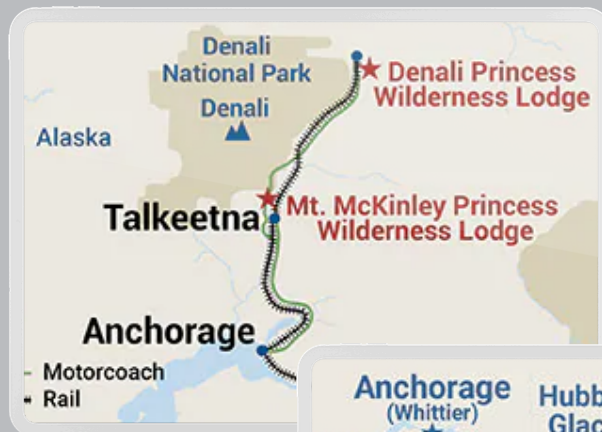 Denali
National Park
Denali
Denali Princess
Wilderness Lodge
Alaska
Talkeetna
Mt. McKinley Princess
Wilderness Lodge
Anchorage
Motorcoach
Rail
Anchorage
(Whittier)